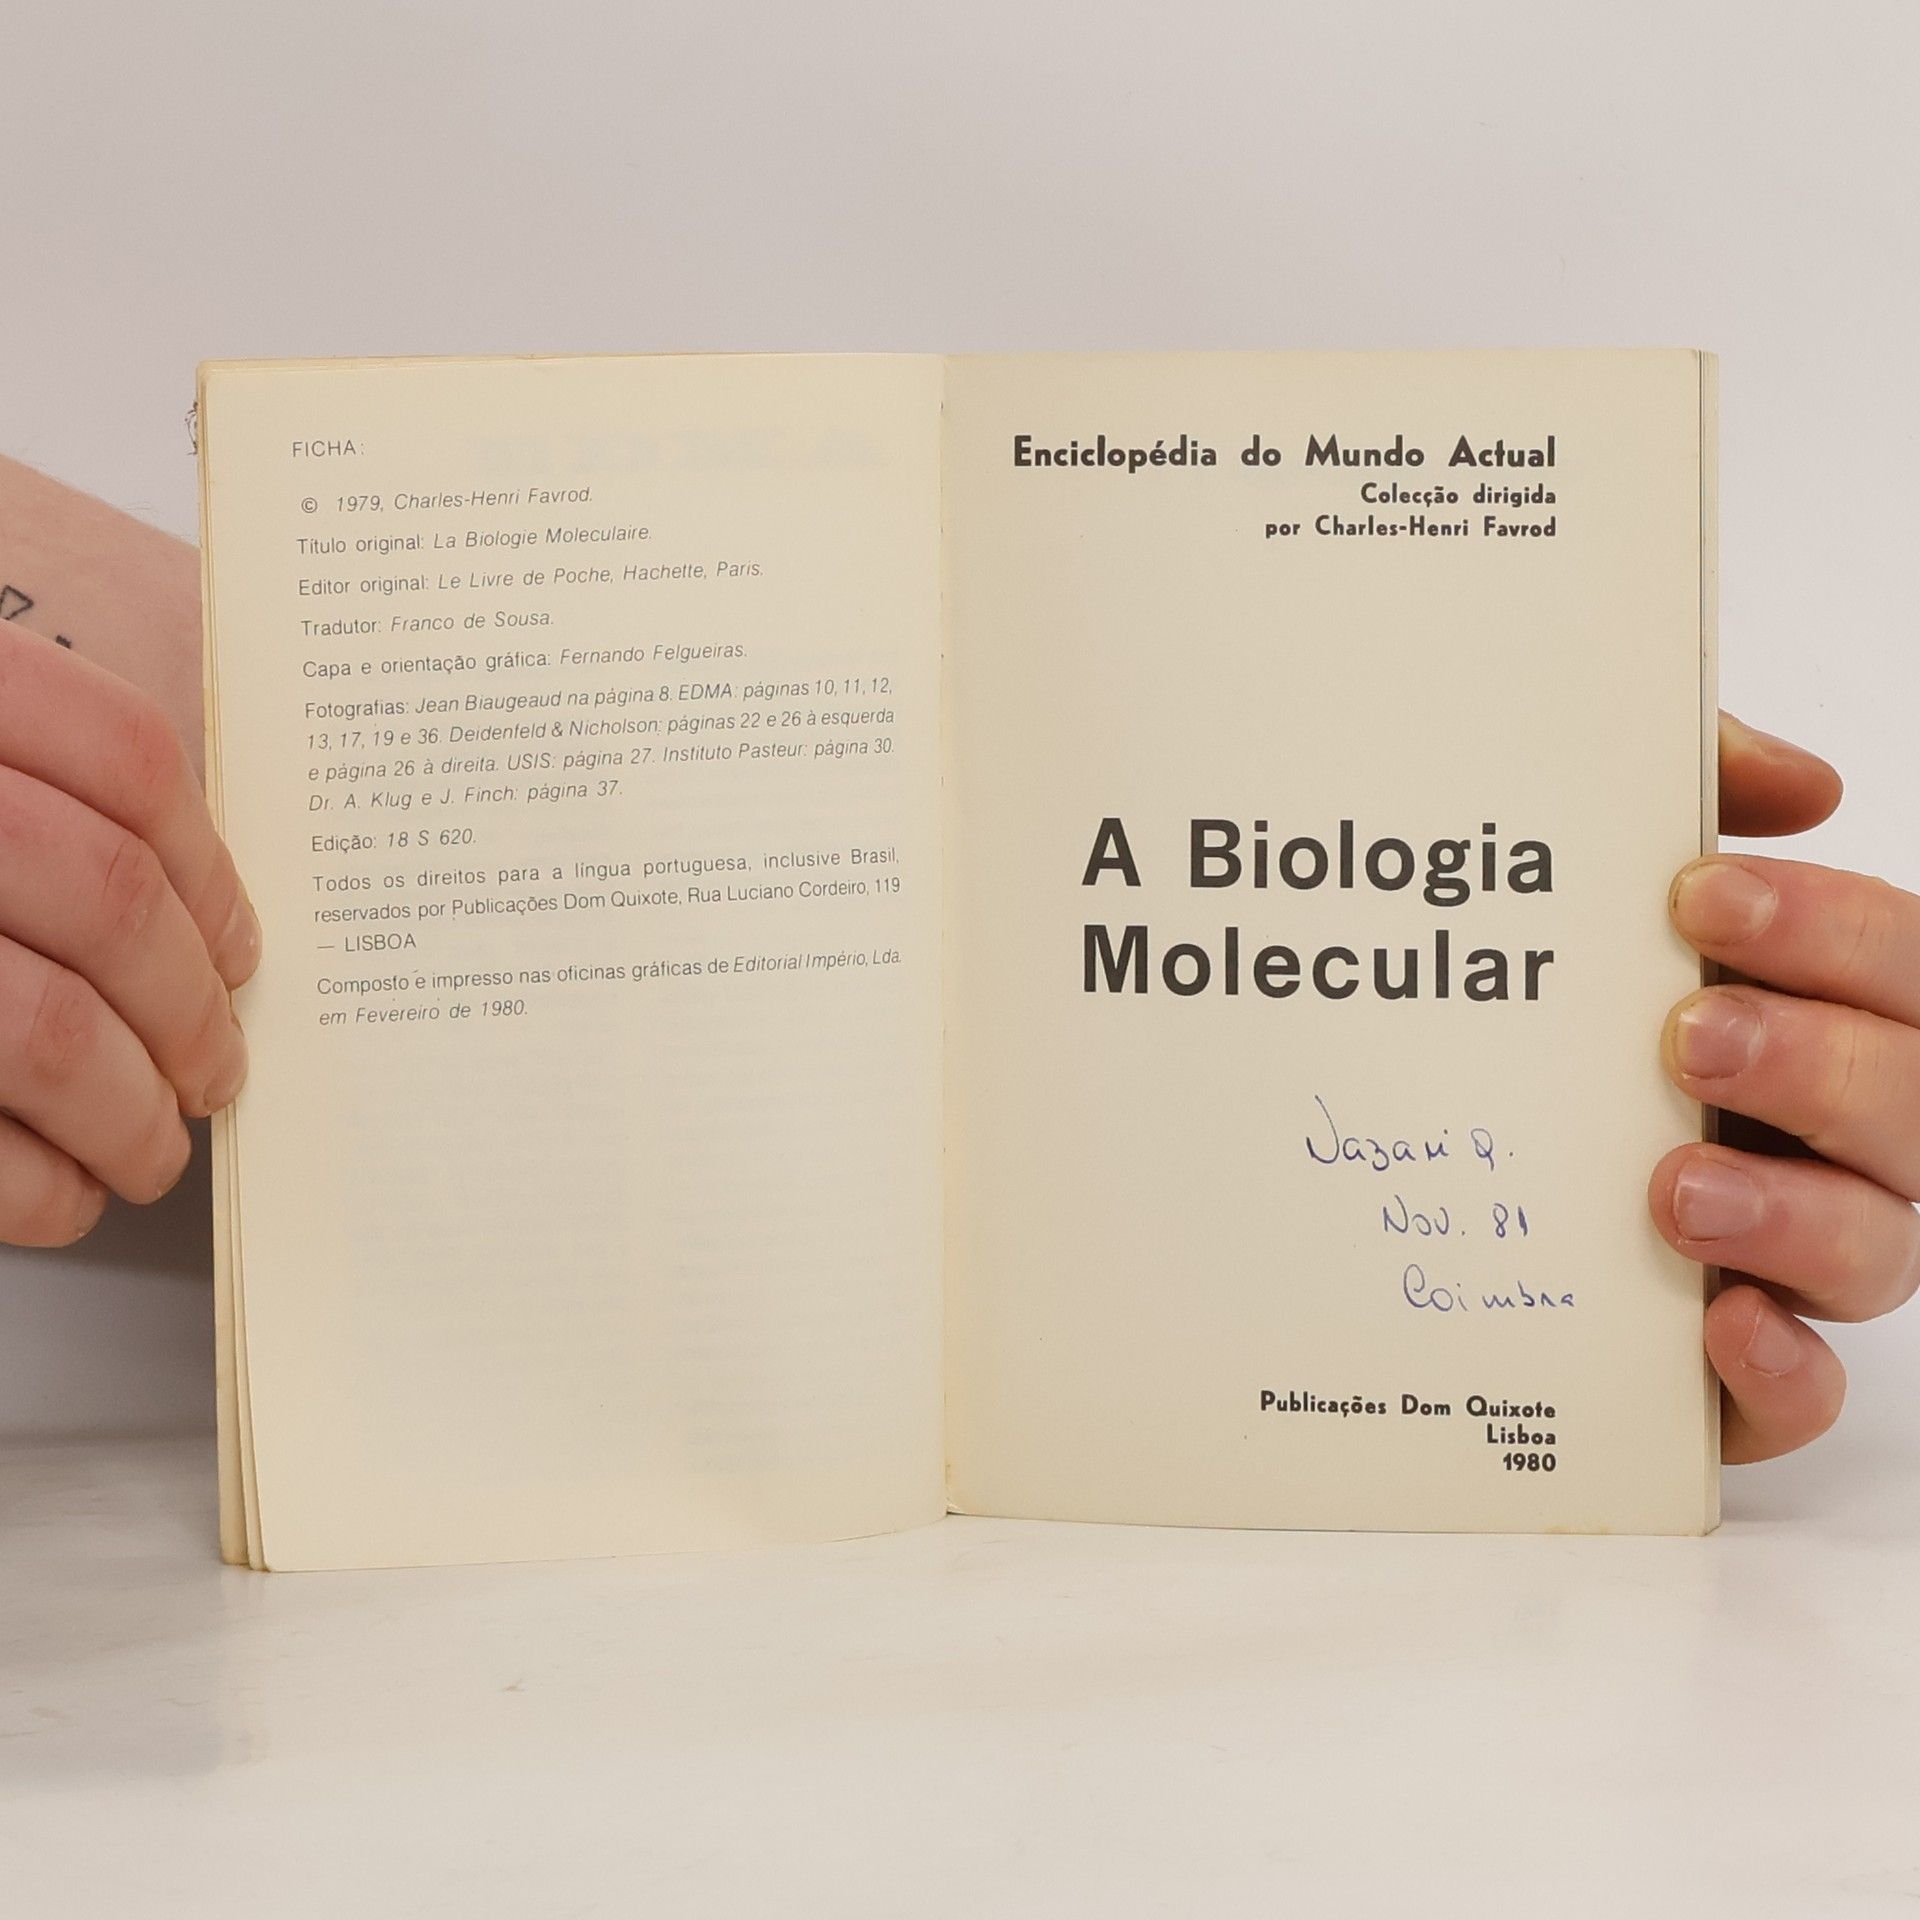 FICHA:
© 1979, Charles-Henri Favrod.
Título original: La Biologie Moleculaire.
Editor original: Le Livre de Poche, Hachette, Paris.
Tradutor: Franco de Sousa.
Capa e orientação gráfica: Fernando Felgueiras.
Fotografias: Jean Biaugeaud na página 8. EDMA: páginas 10, 11, 12,
13, 17, 19 e 36. Deidenfeld & Nicholson: páginas 22 e 26 à esquerda
e página 26 à direita. USIS: página 27. Instituto Pasteur: página 30.
Dr. A. Klug e J. Finch: página 37.
Edição: 18 S 620.
Todos os direitos para a língua portuguesa, inclusive Brasil,
reservados por Publicações Dom Quixote, Rua Luciano Cordeiro, 119
— LISBOA
Composto e impresso nas oficinas gráficas de Editorial Império, Lda.
em Fevereiro de 1980.
Enciclopédia do Mundo Actual
Colecção dirigida
por Charles-Henri Favrod
A Biologia
Molecular
Q.
Nov. 81
Coimbra
Publicações Dom Quixote
Lisboa
1980